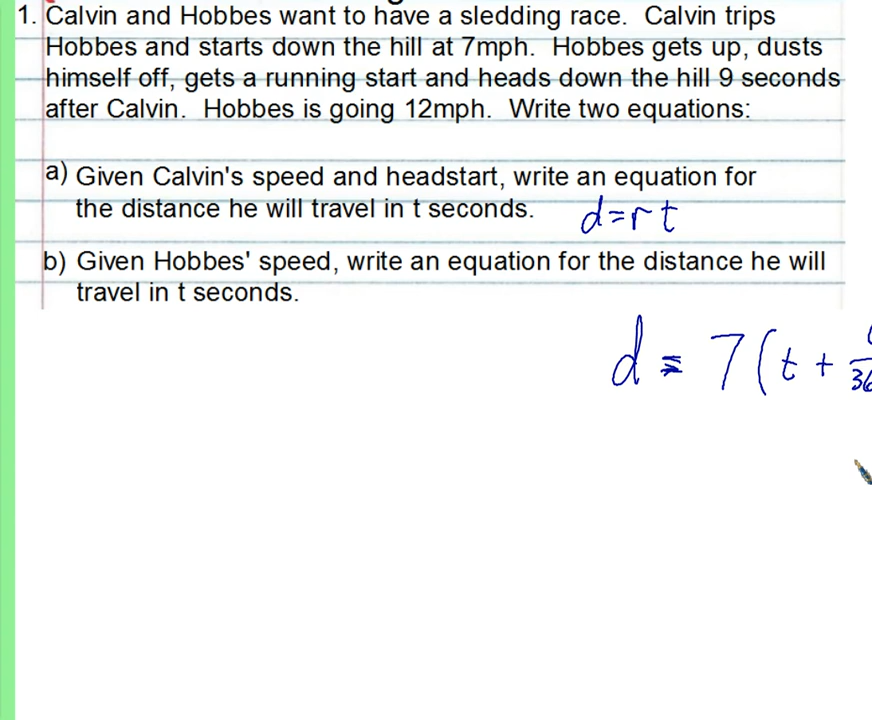 1. Calvin and Hobbes want to have a sledding race. Calvin trips
Hobbes and starts down the hill at 7mph. Hobbes gets up, dusts
himself off, gets a running start and heads down the hill 9 seconds
after Calvin. Hobbes is going 12mph. Write two equations:
a) Given Calvin's speed and headstart, write an equation for
the distance he will travel in t seconds. d=rt
b) Given Hobbes' speed, write an equation for the distance he will
travel in t seconds.
d = 7(t +